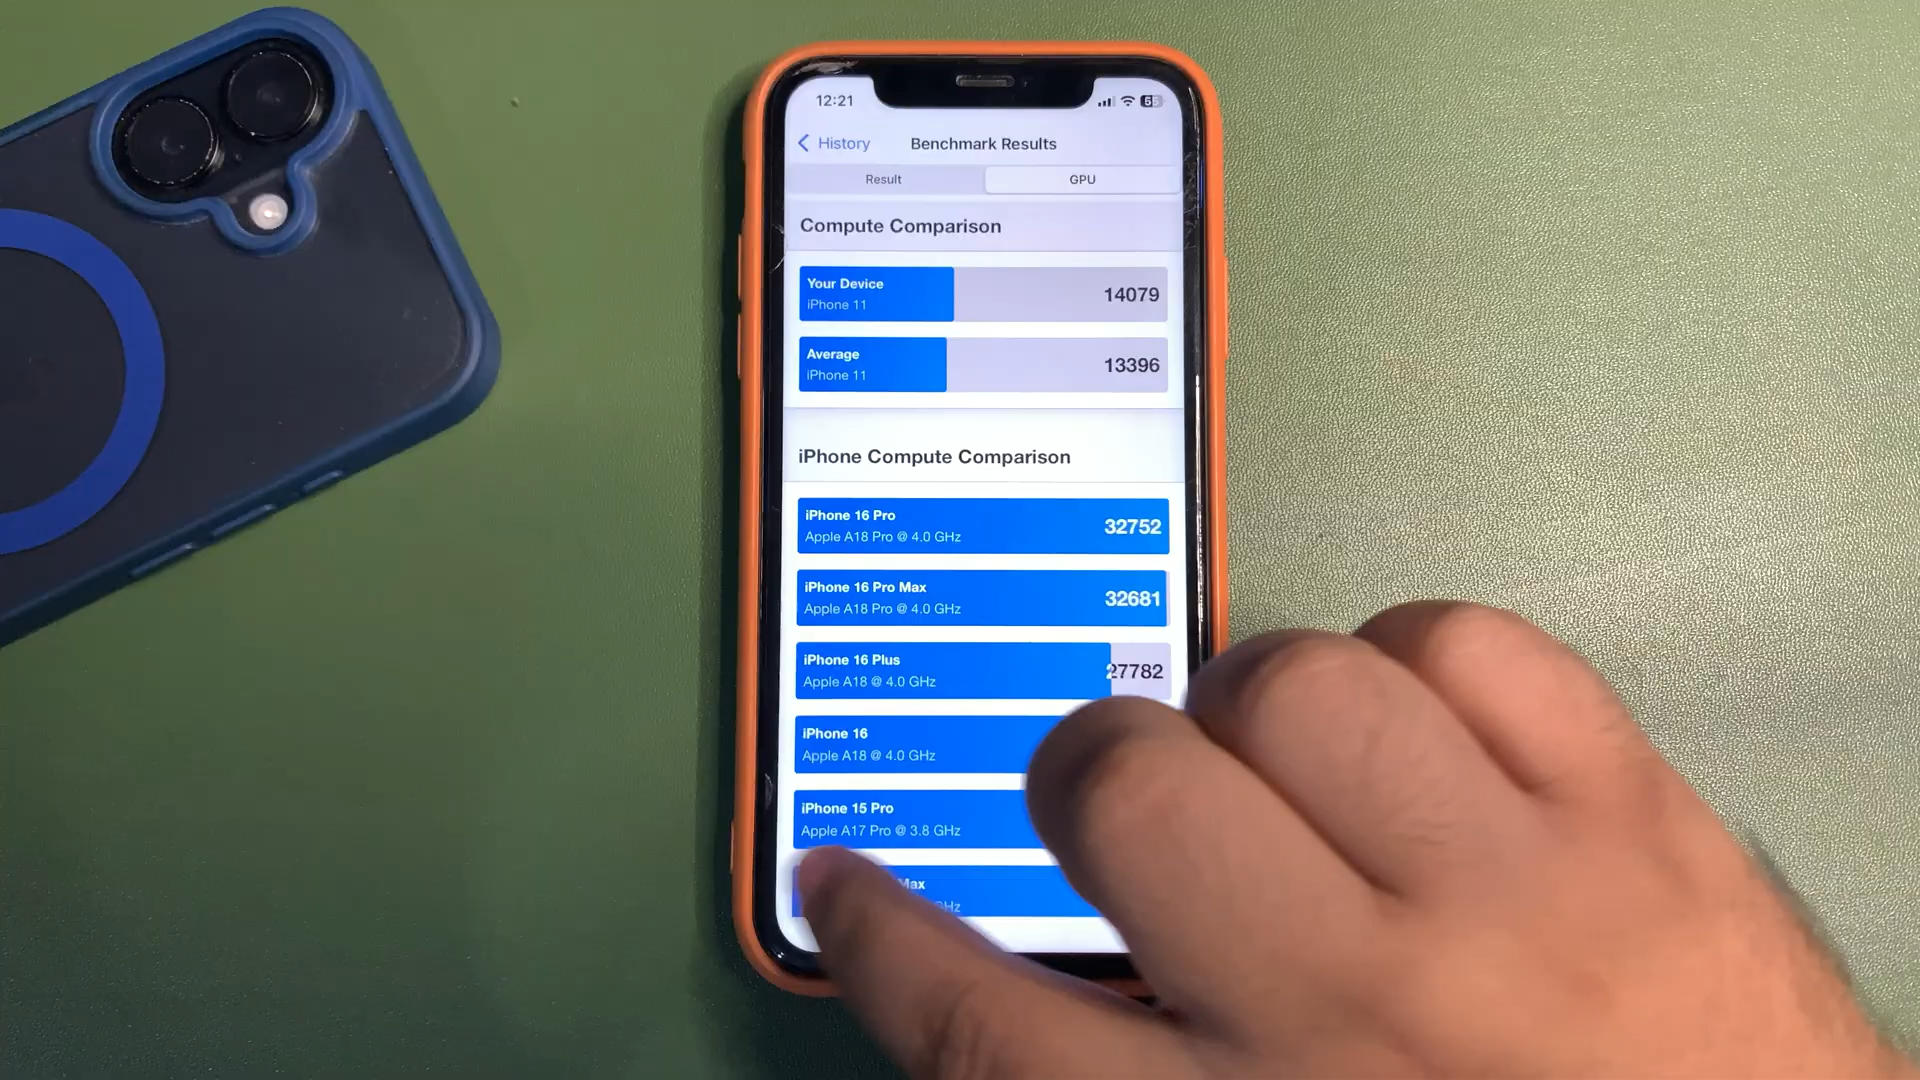 12:21
History
Benchmark Results
Result
GPU
Compute Comparison
Your Device
iPhone 11
14079
Average
iPhone 11
13396
iPhone Compute Comparison
iPhone 16 Pro
Apple A18 Pro @ 4.0 GHz
32752
iPhone 16 Pro Max
Apple A18 Pro @ 4.0 GHz
32681
iPhone 16 Plus
Apple A18 @ 4.0 GHz
27782
iPhone 16
Apple A18 @ 4.0 GHz
iPhone 15 Pro
Apple A17 Pro @ 3.8 GHz
Max
GHz